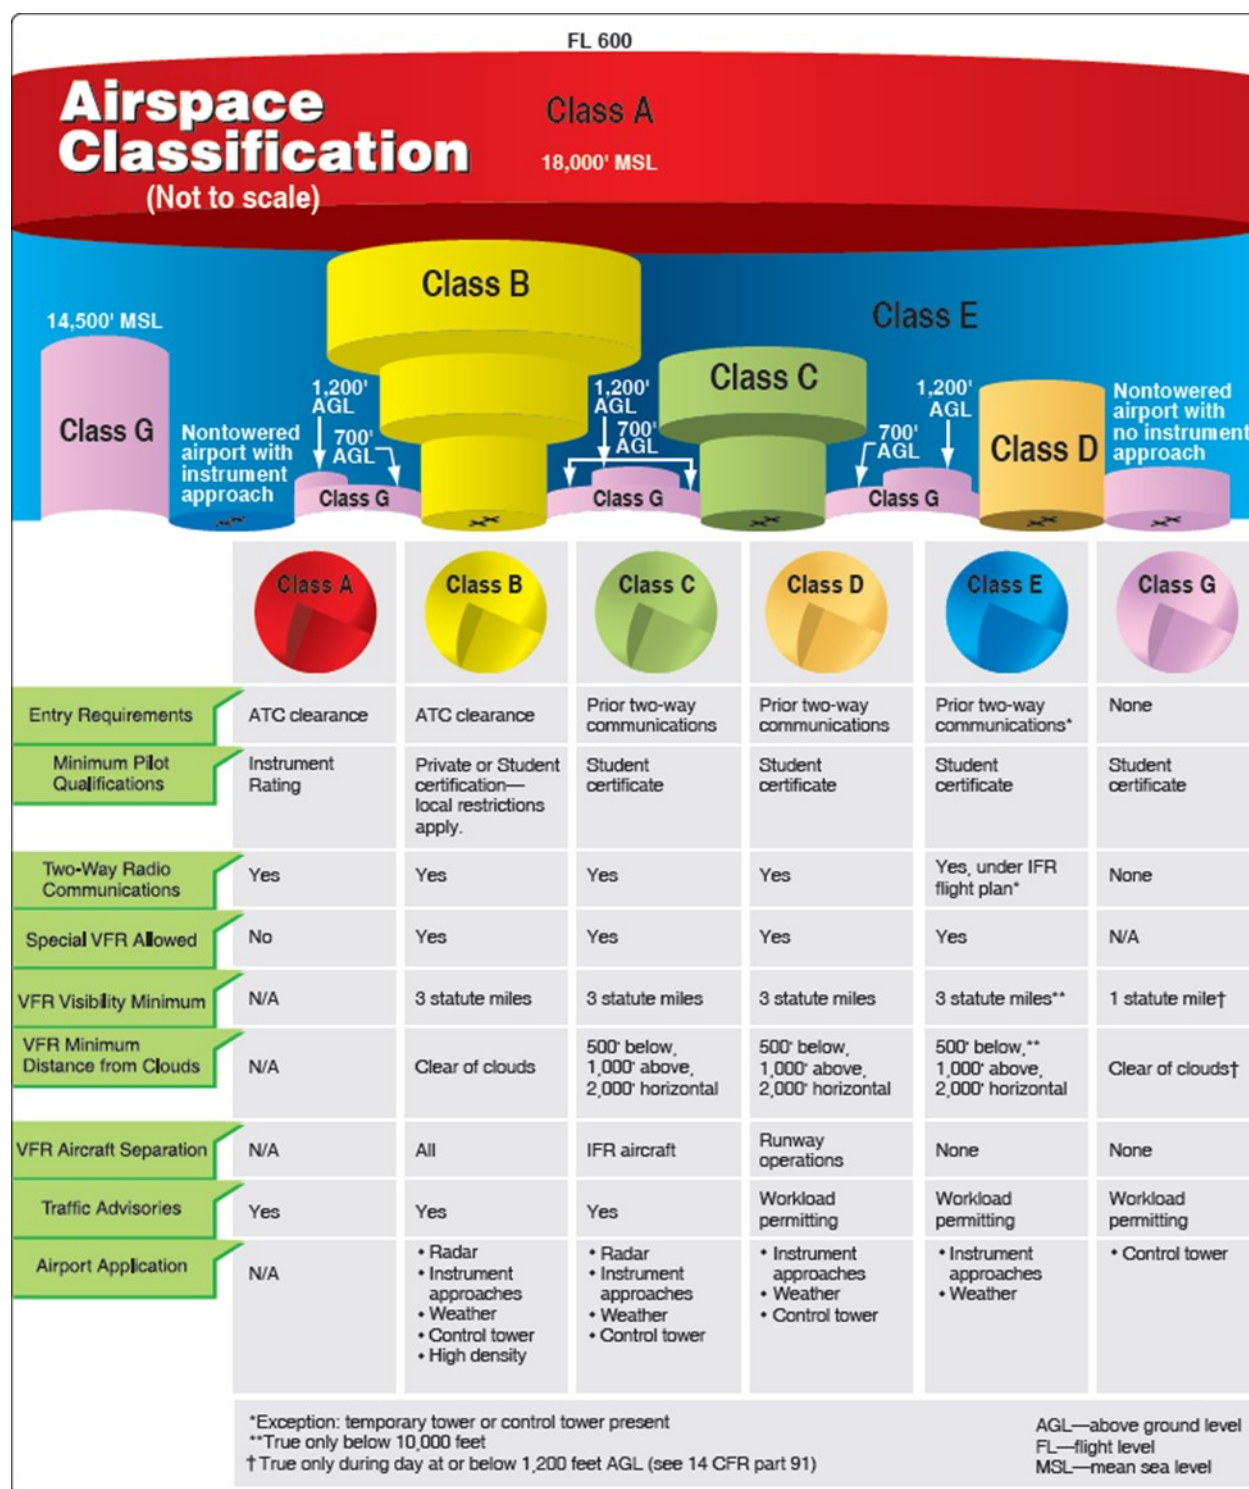 FL 600
Airspace
Classification
(Not to scale)
Class A
18,000' MSL
Class B
Class E
14,500' MSL
Class C
1,200'
AGL
1,200'
AGL
1,200'
AGL
Nontowered
airport with
no instrument
approach
Class G
Nontowered
airport with
instrument
approach
700'
AGL
700'
AGL
700'
AGL
Class D
Class G
Class G
Class G
Class A
Class B
Class C
Class D
Class E
Class G
Entry Requirements
ATC clearance
ATC clearance
Prior two-way
communications
Prior two-way
communications
Prior two-way
communications*
None
Minimum Pilot
Qualifications
Instrument
Rating
Private or Student
certification—
local restrictions
apply.
Student
certificate
Student
certificate
Student
certificate
Student
certificate
Two-Way Radio
Communications
Yes
Yes
Yes
Yes
Yes, under IFR
flight plan*
None
Special VFR Allowed
No
Yes
Yes
Yes
Yes
N/A
VFR Visibility Minimum
N/A
3 statute miles
3 statute miles
3 statute miles
3 statute miles**
1 statute mile†
VFR Minimum
Distance from Clouds
N/A
Clear of clouds
500' below,
1,000' above,
2,000' horizontal
500' below,
1,000' above,
2,000' horizontal
500' below,**
1,000' above,
2,000' horizontal
Clear of clouds†
VFR Aircraft Separation
N/A
All
IFR aircraft
Runway
operations
None
None
Traffic Advisories
Yes
Yes
Yes
Workload
permitting
Workload
permitting
Workload
permitting
Airport Application
N/A
• Radar
• Instrument
approaches
• Weather
• Control tower
• High density
• Radar
• Instrument
approaches
• Weather
• Control tower
• Instrument
approaches
• Weather
• Control tower
• Instrument
approaches
• Weather
• Control tower
*Exception: temporary tower or control tower present
**True only below 10,000 feet
†True only during day at or below 1,200 feet AGL (see 14 CFR part 91)
AGL—above ground level
FL—flight level
MSL—mean sea level